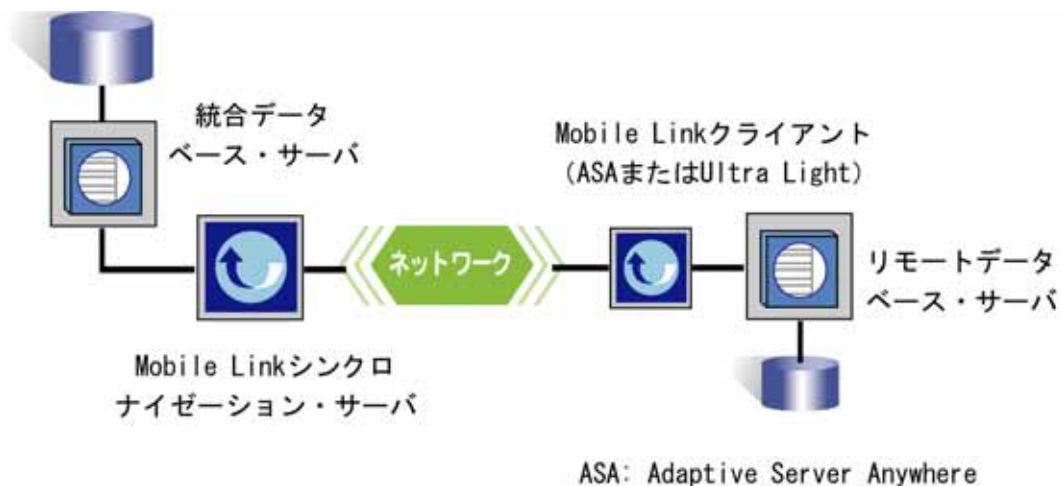 統合データ
ベース・サーバ
Mobile Linkクライアント
(ASAまたはUltra Light)
ネットワーク
リモートデータ
ベース・サーバ
Mobile Linkシンクロ
ナイゼーション・サーバ
ASA: Adaptive Server Anywhere